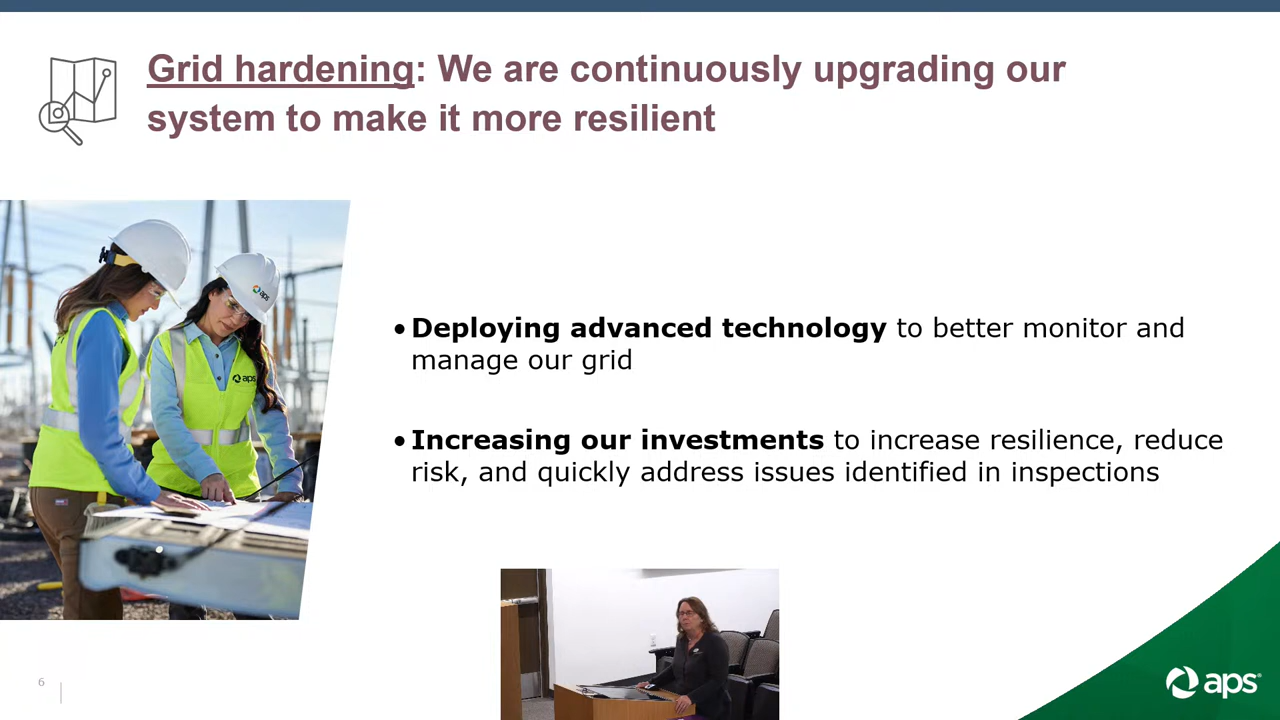 Grid hardening: We are continuously upgrading our
system to make it more resilient
aps
aps
• Deploying advanced technology to better monitor and
manage our grid
• Increasing our investments to increase resilience, reduce
risk, and quickly address issues identified in inspections
6
aps